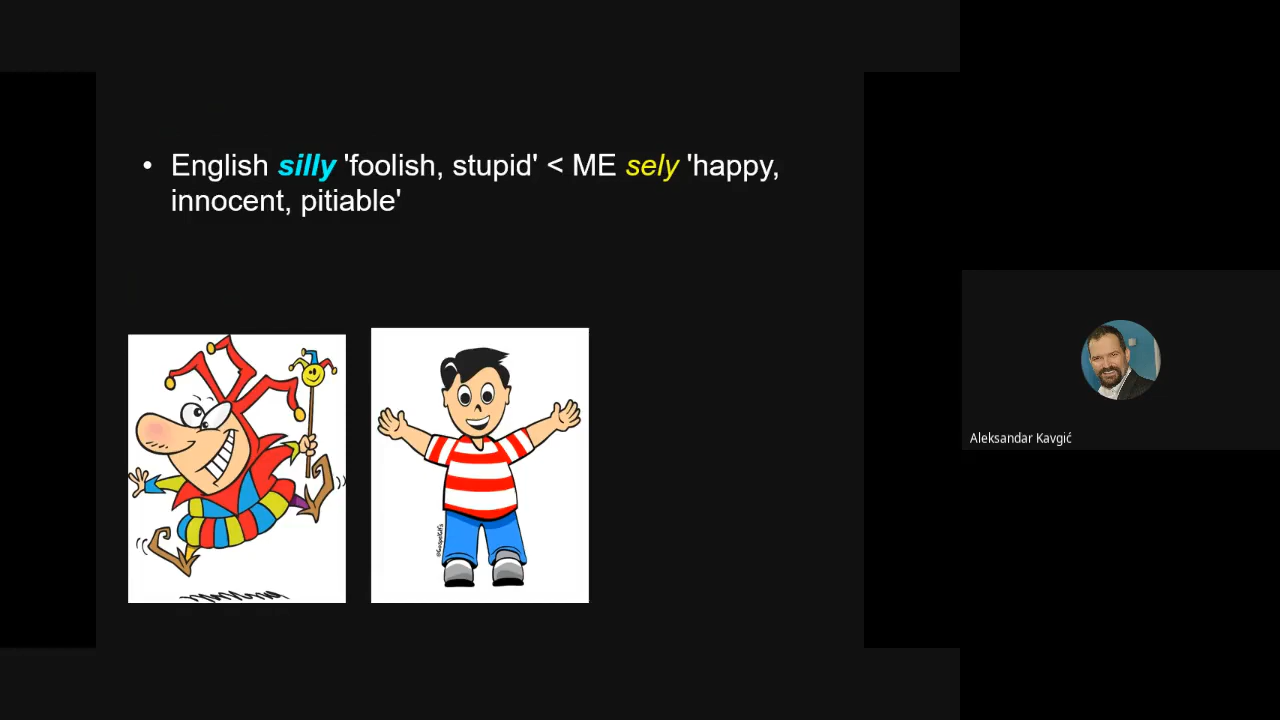 • English silly 'foolish, stupid' < ME sely 'happy,
innocent, pitiable'
Aleksandar Kavgić